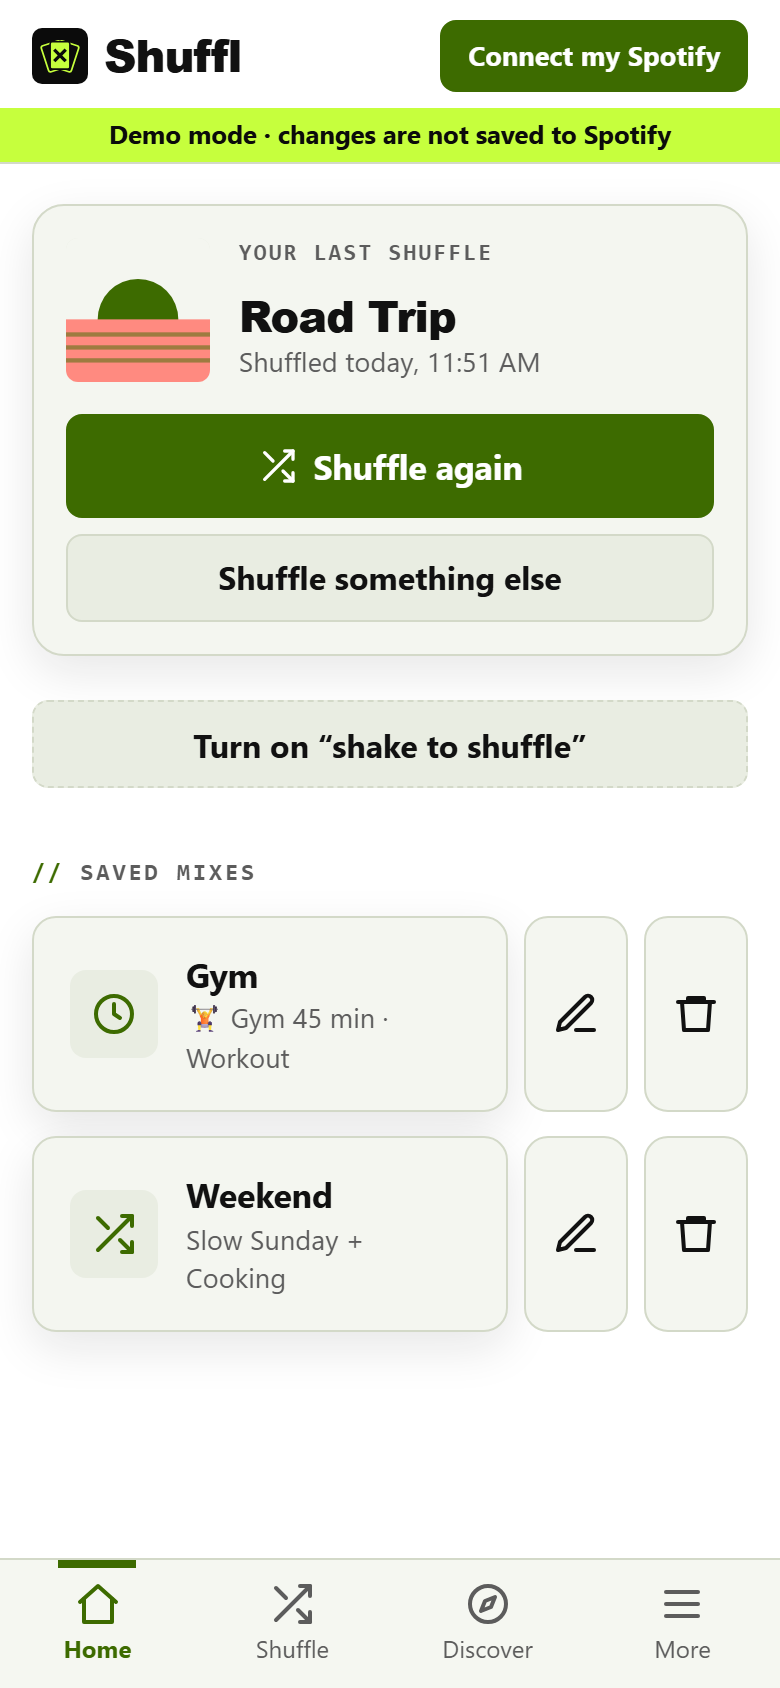 Shuffl
Connect my Spotify
Demo mode · changes are not saved to Spotify
YOUR LAST SHUFFLE
Road Trip
Shuffled today, 11:51 AM
Shuffle again
Shuffle something else
Turn on “shake to shuffle”
// SAVED MIXES
Gym
🏋️ Gym 45 min ·
Workout
Weekend
Slow Sunday +
Cooking
Home
Shuffle
Discover
More